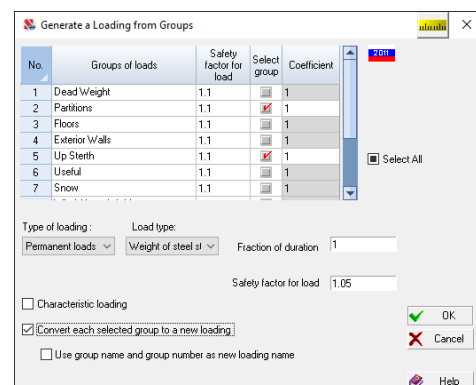 Generate a Loading from Groups
No. Groups of loads Safety factor for load Select group Coefficient
2011
1 Dead Weight 1.1 1
2 Partitions 1.1 1
3 Floors 1.1 1
4 Exterior Walls 1.1 1
5 Up Sterth 1.1 1
6 Useful 1.1 1
7 Snow 1.1 1
Select All
Type of loading : Load type:
Permanent loads Weight of steel st Fraction of duration 1
Safety factor for load 1.05
Characteristic loading
OK
Convert each selected group to a new loading
Cancel
Use group name and group number as new loading name
Help